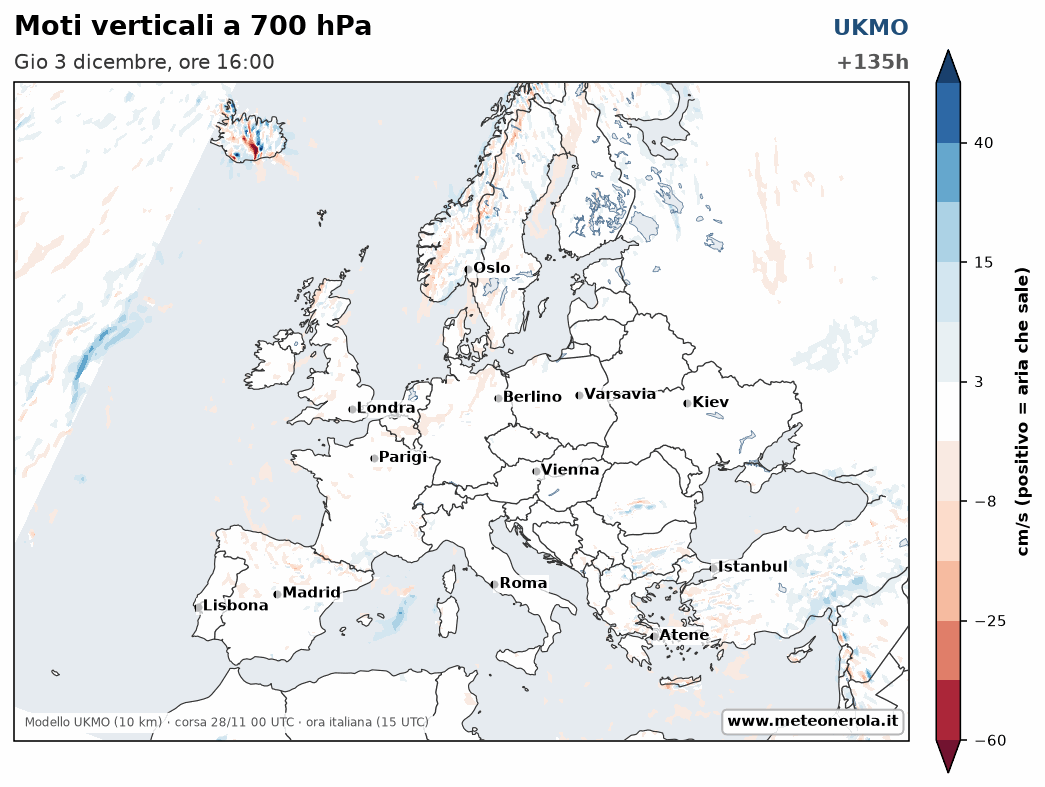 Moti verticali a 700 hPa
UKMO
Gio 3 dicembre, ore 16:00
+135h
40
15
3
−8
−25
−60
cm/s (positivo = aria che sale)
Oslo
Londra
Berlino
Varsavia
Kiev
Parigi
Vienna
Istanbul
Roma
Madrid
Lisbona
Atene
Modello UKMO (10 km) · corsa 28/11 00 UTC · ora italiana (15 UTC)
www.meteonerola.it